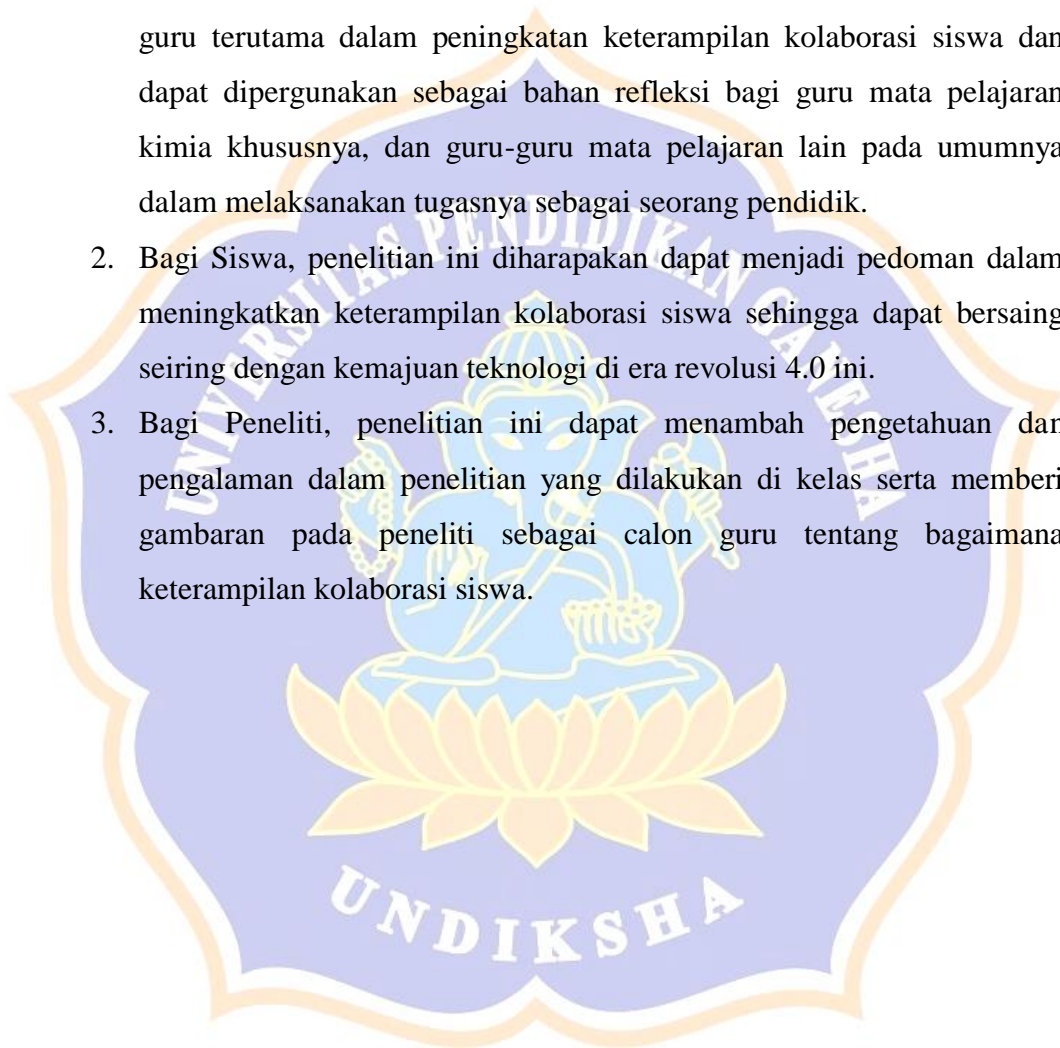 guru terutama dalam peningkatan keterampilan kolaborasi siswa dan
dapat dipergunakan sebagai bahan refleksi bagi guru mata pelajaran
kimia khususnya, dan guru-guru mata pelajaran lain pada umumnya
dalam melaksanakan tugasnya sebagai seorang pendidik.
2. Bagi Siswa, penelitian ini diharapakan dapat menjadi pedoman dalam
meningkatkan keterampilan kolaborasi siswa sehingga dapat bersaing
seiring dengan kemajuan teknologi di era revolusi 4.0 ini.
3. Bagi Peneliti, penelitian ini dapat menambah pengetahuan dan
pengalaman dalam penelitian yang dilakukan di kelas serta memberi
gambaran pada peneliti sebagai calon guru tentang bagaimana
keterampilan kolaborasi siswa.
UNIVERSITAS PENDIDIKAN GANESHA
UNDIKSHA